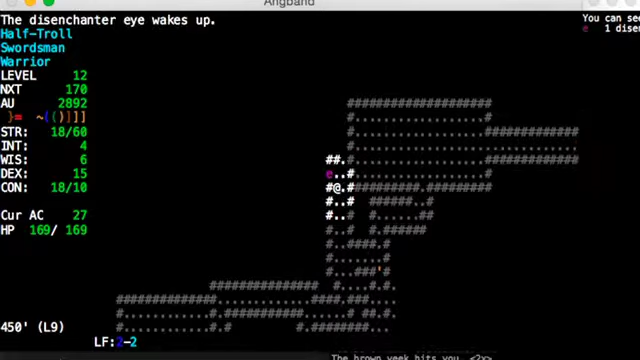 Angband
The disenchanter eye wakes up.
You can see
e 1 disen
Half-Troll
Swordsman
Warrior
LEVEL 12
NXT 170
AU 2892
}= ~(()]]]
STR: 18/60
INT: 4
WIS: 6
DEX: 15
CON: 18/10
Cur AC 27
HP 169/ 169
450' (L9)
LF:2-2
The brown yeek hits you. <2x>